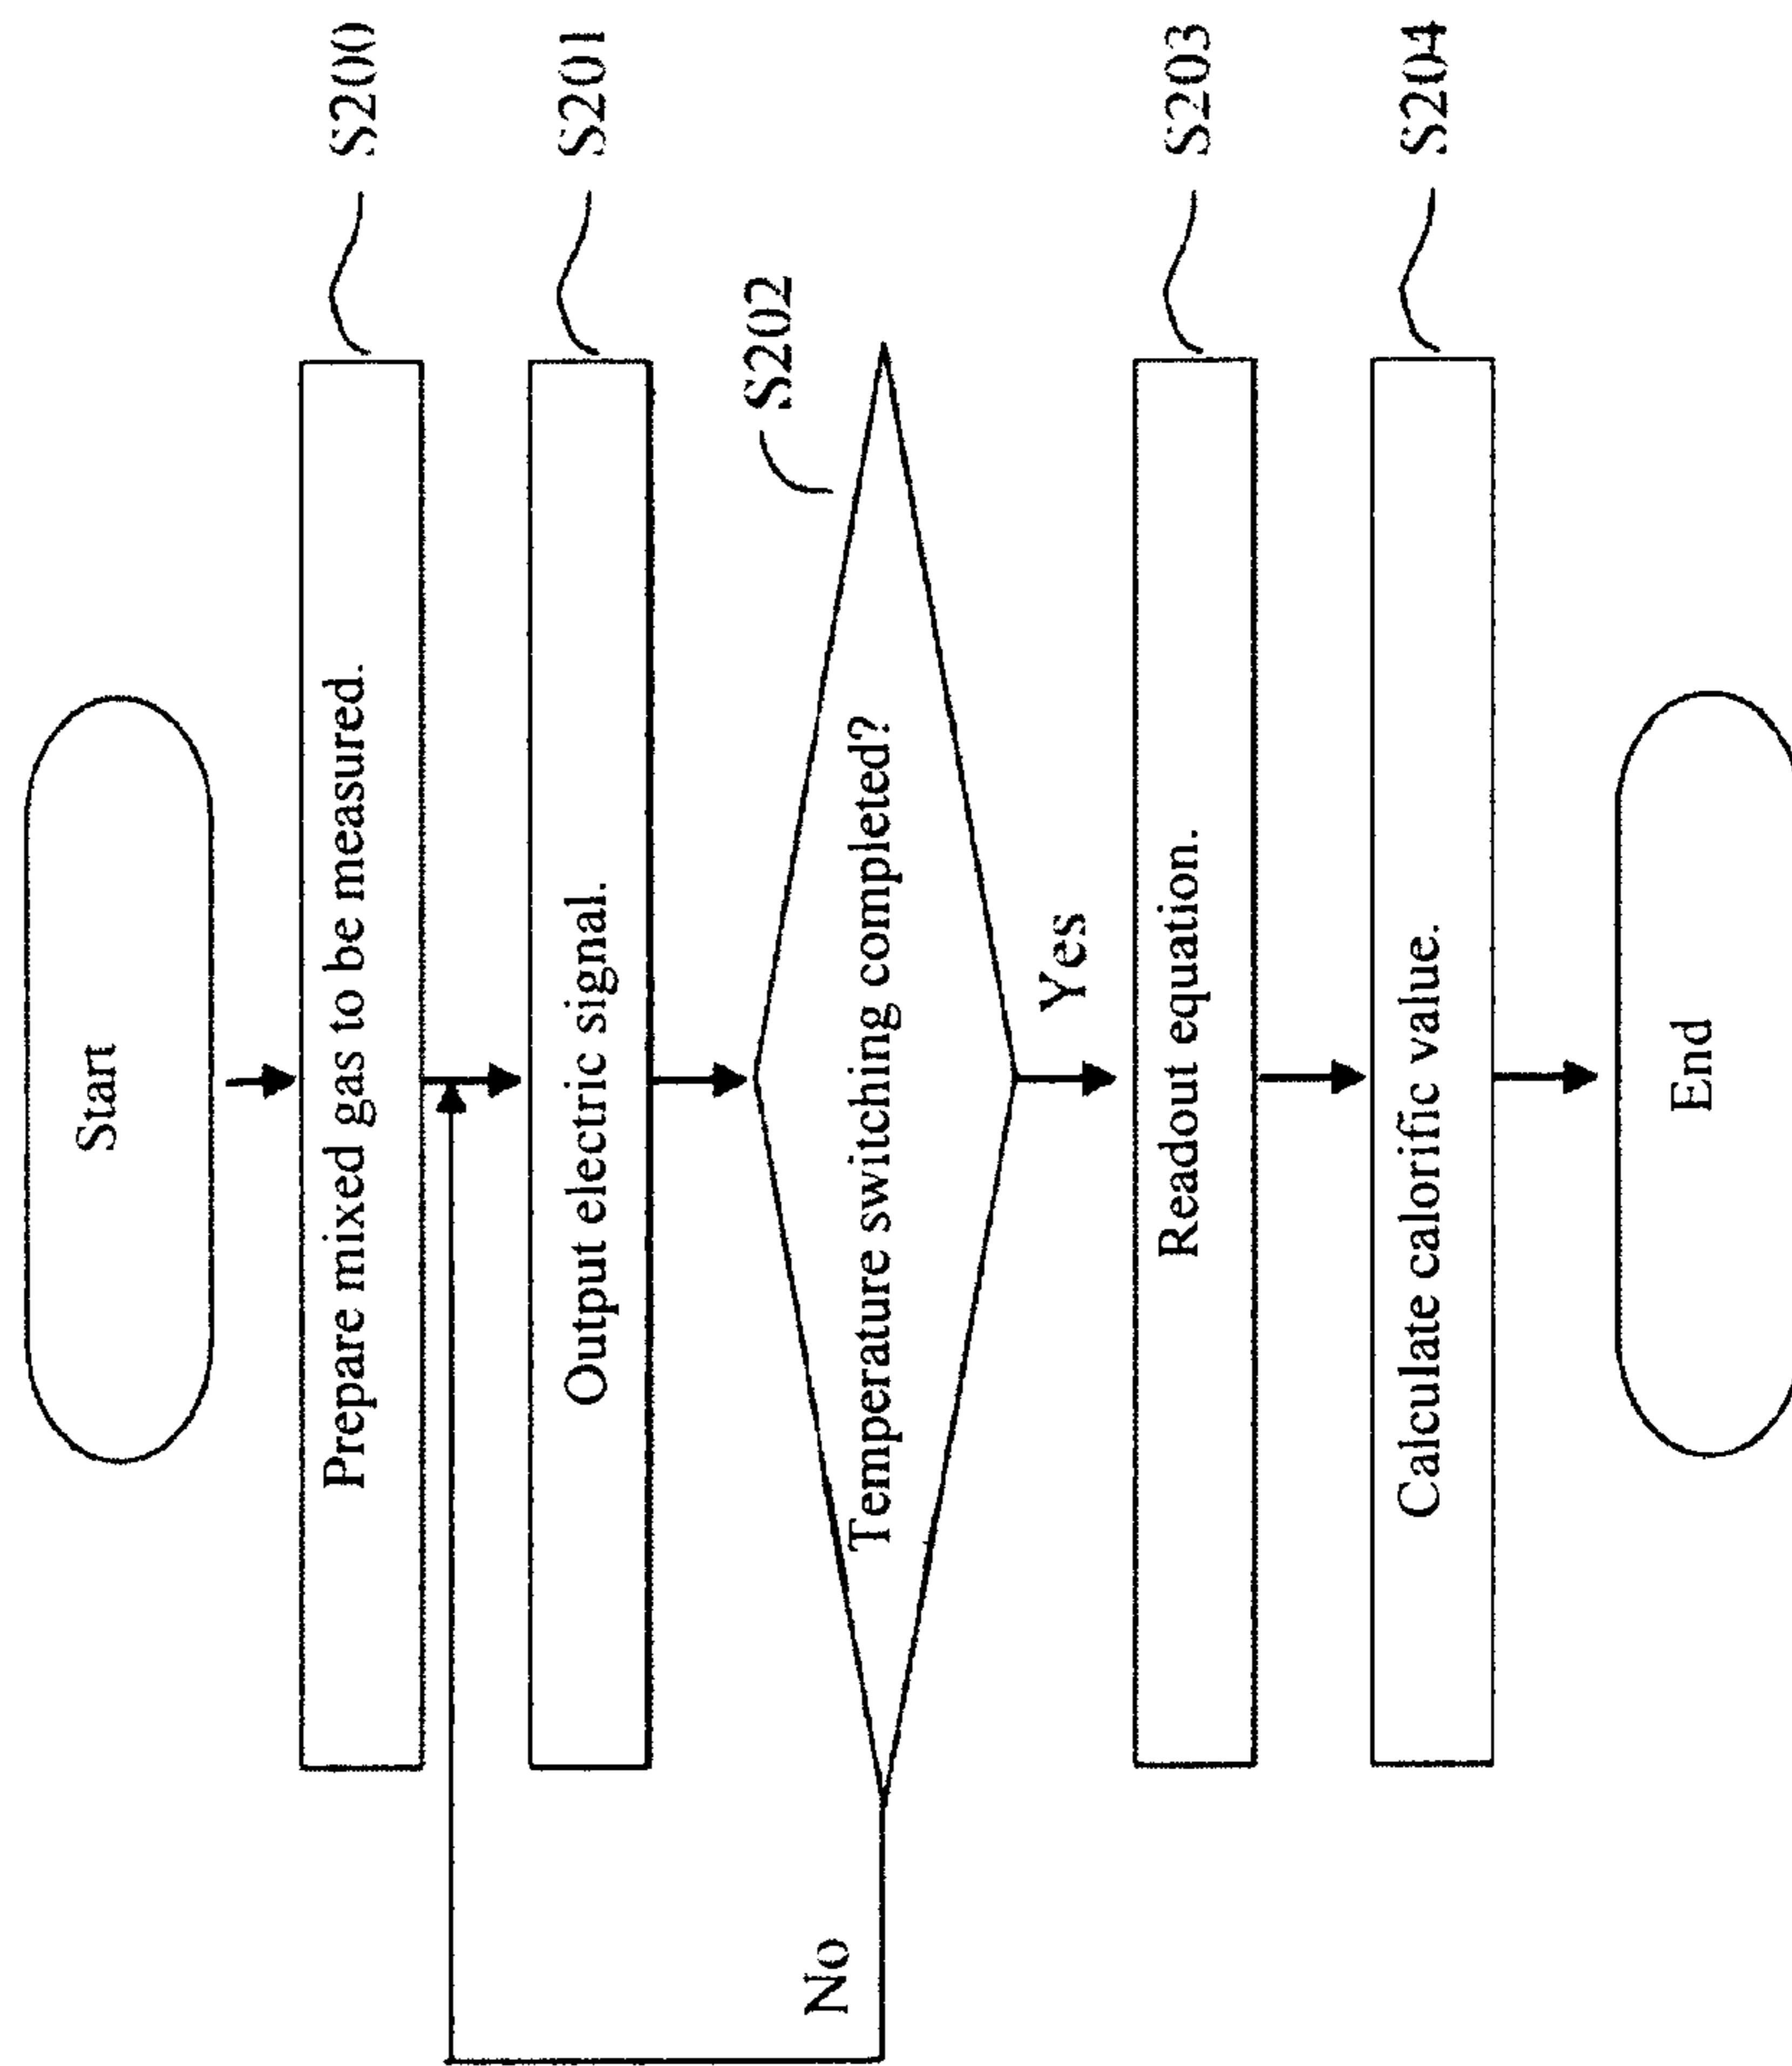 Start
Prepare mixed gas to be measured.
S200
Output electric signal.
S201
Temperature switching completed?
S202
No
Yes
Readout equation.
S203
Calculate calorific value.
S204
End